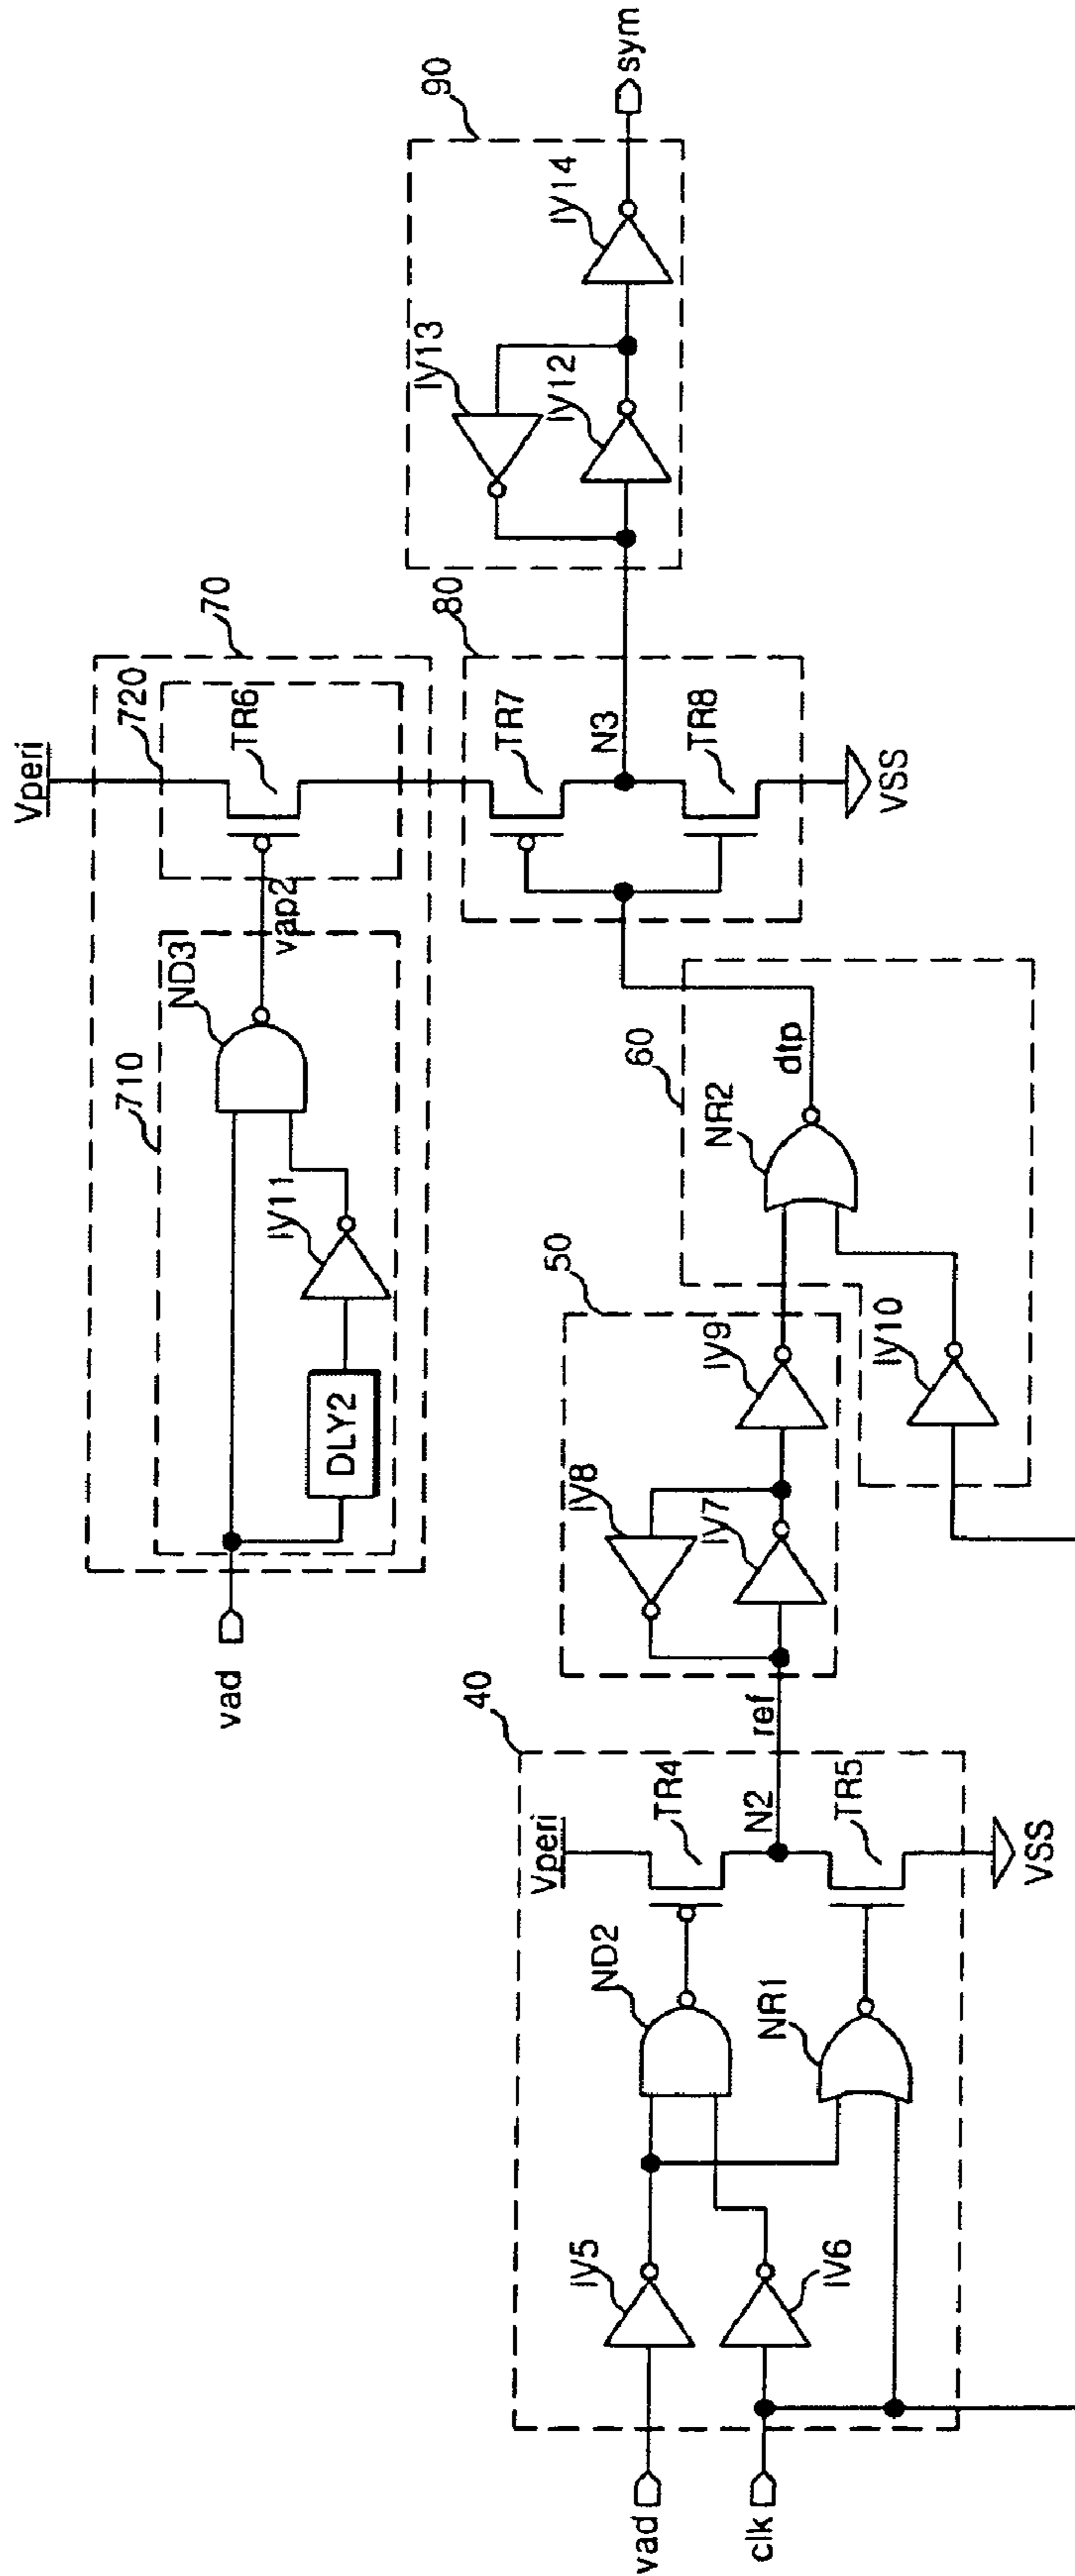 Vperi
70
720
TR6
vap2
ND3
710
IV11
DLY2
vad
90
sym
IV14
IV13
IV12
80
TR7
N3
TR8
VSS
60
dtp
NR2
IV10
50
IV9
IV8
IV7
ref
40
Vperi
TR4
N2
TR5
VSS
ND2
NR1
IV5
IV6
vad
clk